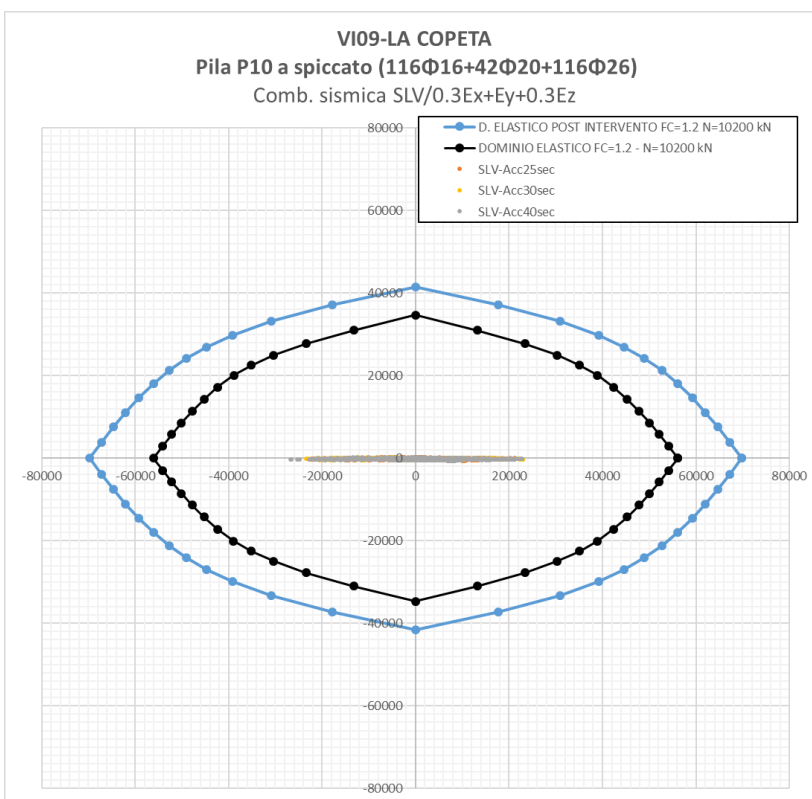 VI09-LA COPETA
Pila P10 a spiccato (116Φ16+42Φ20+116Φ26)
Comb. sismica SLV/0.3Ex+Ey+0.3Ez
80000
D. ELASTICO POST INTERVENTO FC=1.2 N=10200 kN
DOMINIO ELASTICO FC=1.2 - N=10200 kN
SLV-Acc25sec
SLV-Acc30sec
SLV-Acc40sec
60000
40000
20000
0
-80000 -60000 -40000 -20000 0 20000 40000 60000 80000
-20000
-40000
-60000
-80000